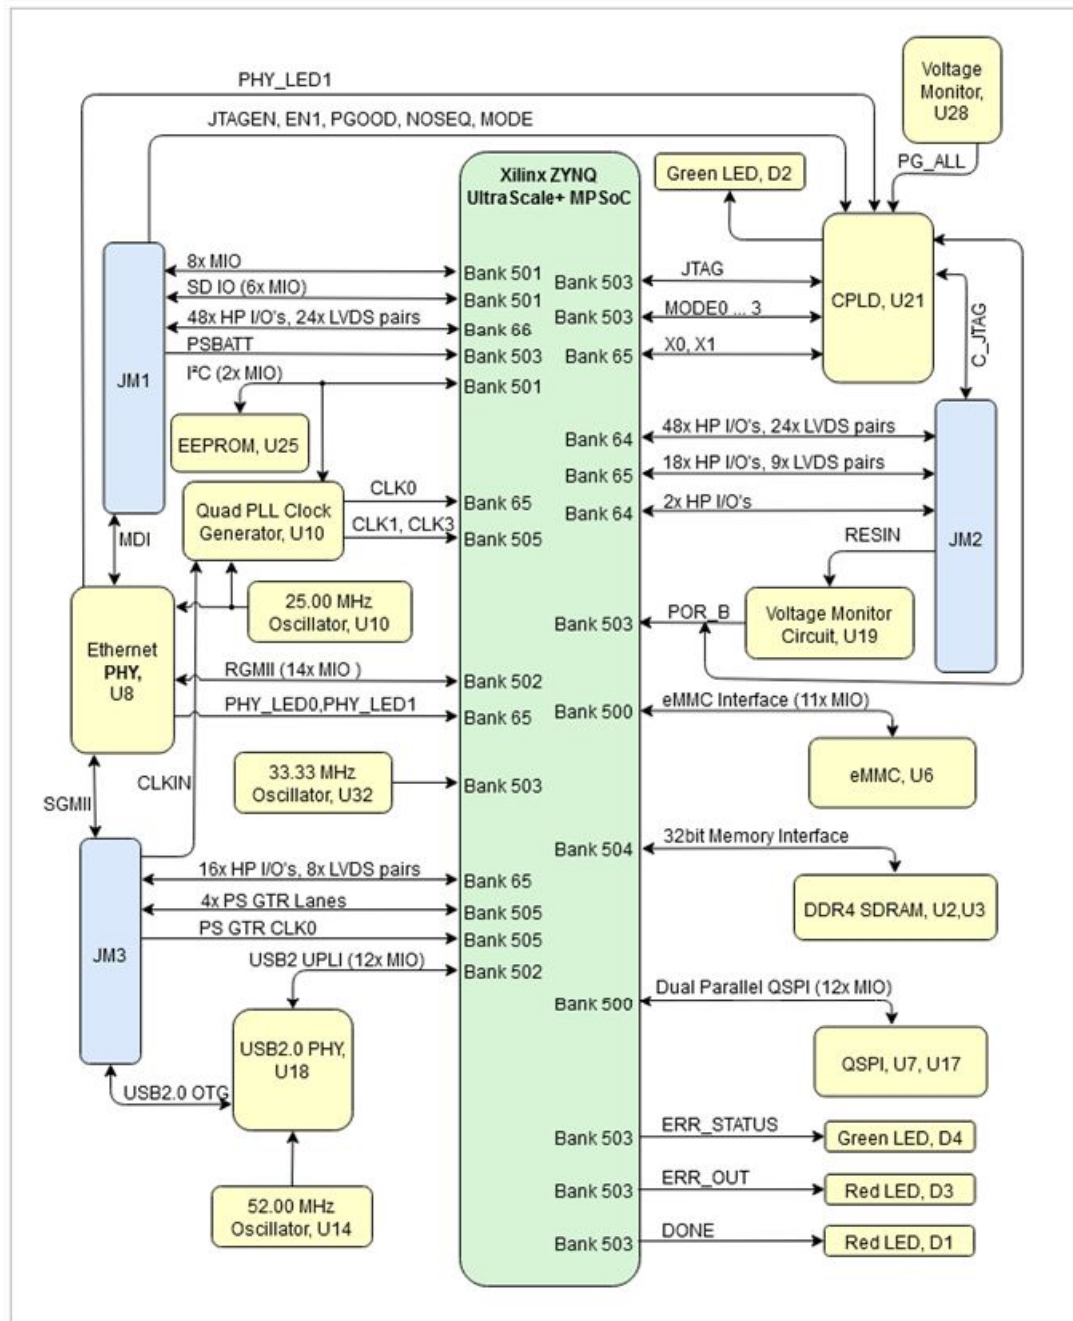 PHY_LED1
JTAGEN, EN1, PGOOD, NOSEQ, MODE
Voltage
Monitor,
U28
PG_ALL
Xilinx ZYNQ
UltraScale+ MPSoC
Green LED, D2
CPLD, U21
JM1
8x MIO
Bank 501
SD IO (6x MIO)
Bank 501
48x HP I/O's, 24x LVDS pairs
Bank 66
PSBATT
Bank 503
I²C (2x MIO)
Bank 501
EEPROM, U25
Quad PLL Clock
Generator, U10
CLK0
Bank 65
CLK1, CLK3
Bank 505
MDI
25.00 MHz
Oscillator, U10
Ethernet
PHY,
U8
RGMII (14x MIO )
Bank 502
PHY_LED0,PHY_LED1
Bank 65
33.33 MHz
Oscillator, U32
Bank 503
SGMII
CLKIN
JM3
16x HP I/O's, 8x LVDS pairs
Bank 65
4x PS GTR Lanes
Bank 505
PS GTR CLK0
Bank 505
USB2 UPLI (12x MIO)
Bank 502
USB2.0 PHY,
U18
USB2.0 OTG
52.00 MHz
Oscillator, U14
Bank 503
JTAG
Bank 503
MODE0 ... 3
Bank 65
X0, X1
C_JTAG
Bank 64
48x HP I/O's, 24x LVDS pairs
Bank 65
18x HP I/O's, 9x LVDS pairs
Bank 64
2x HP I/O's
JM2
RESIN
Bank 503
POR_B
Voltage Monitor
Circuit, U19
Bank 500
eMMC Interface (11x MIO)
eMMC, U6
Bank 504
32bit Memory Interface
DDR4 SDRAM, U2,U3
Bank 500
Dual Parallel QSPI (12x MIO)
QSPI, U7, U17
Bank 503
ERR_STATUS
Green LED, D4
Bank 503
ERR_OUT
Red LED, D3
Bank 503
DONE
Red LED, D1